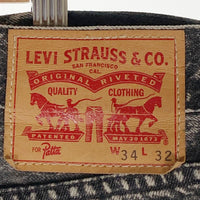 LEVI STRAUSS & CO.
SAN FRANCISCO
CAL.
ORIGINAL RIVETED
QUALITY CLOTHING
PATENTED MAY 20 1873
FOR Patta W 34 L 32